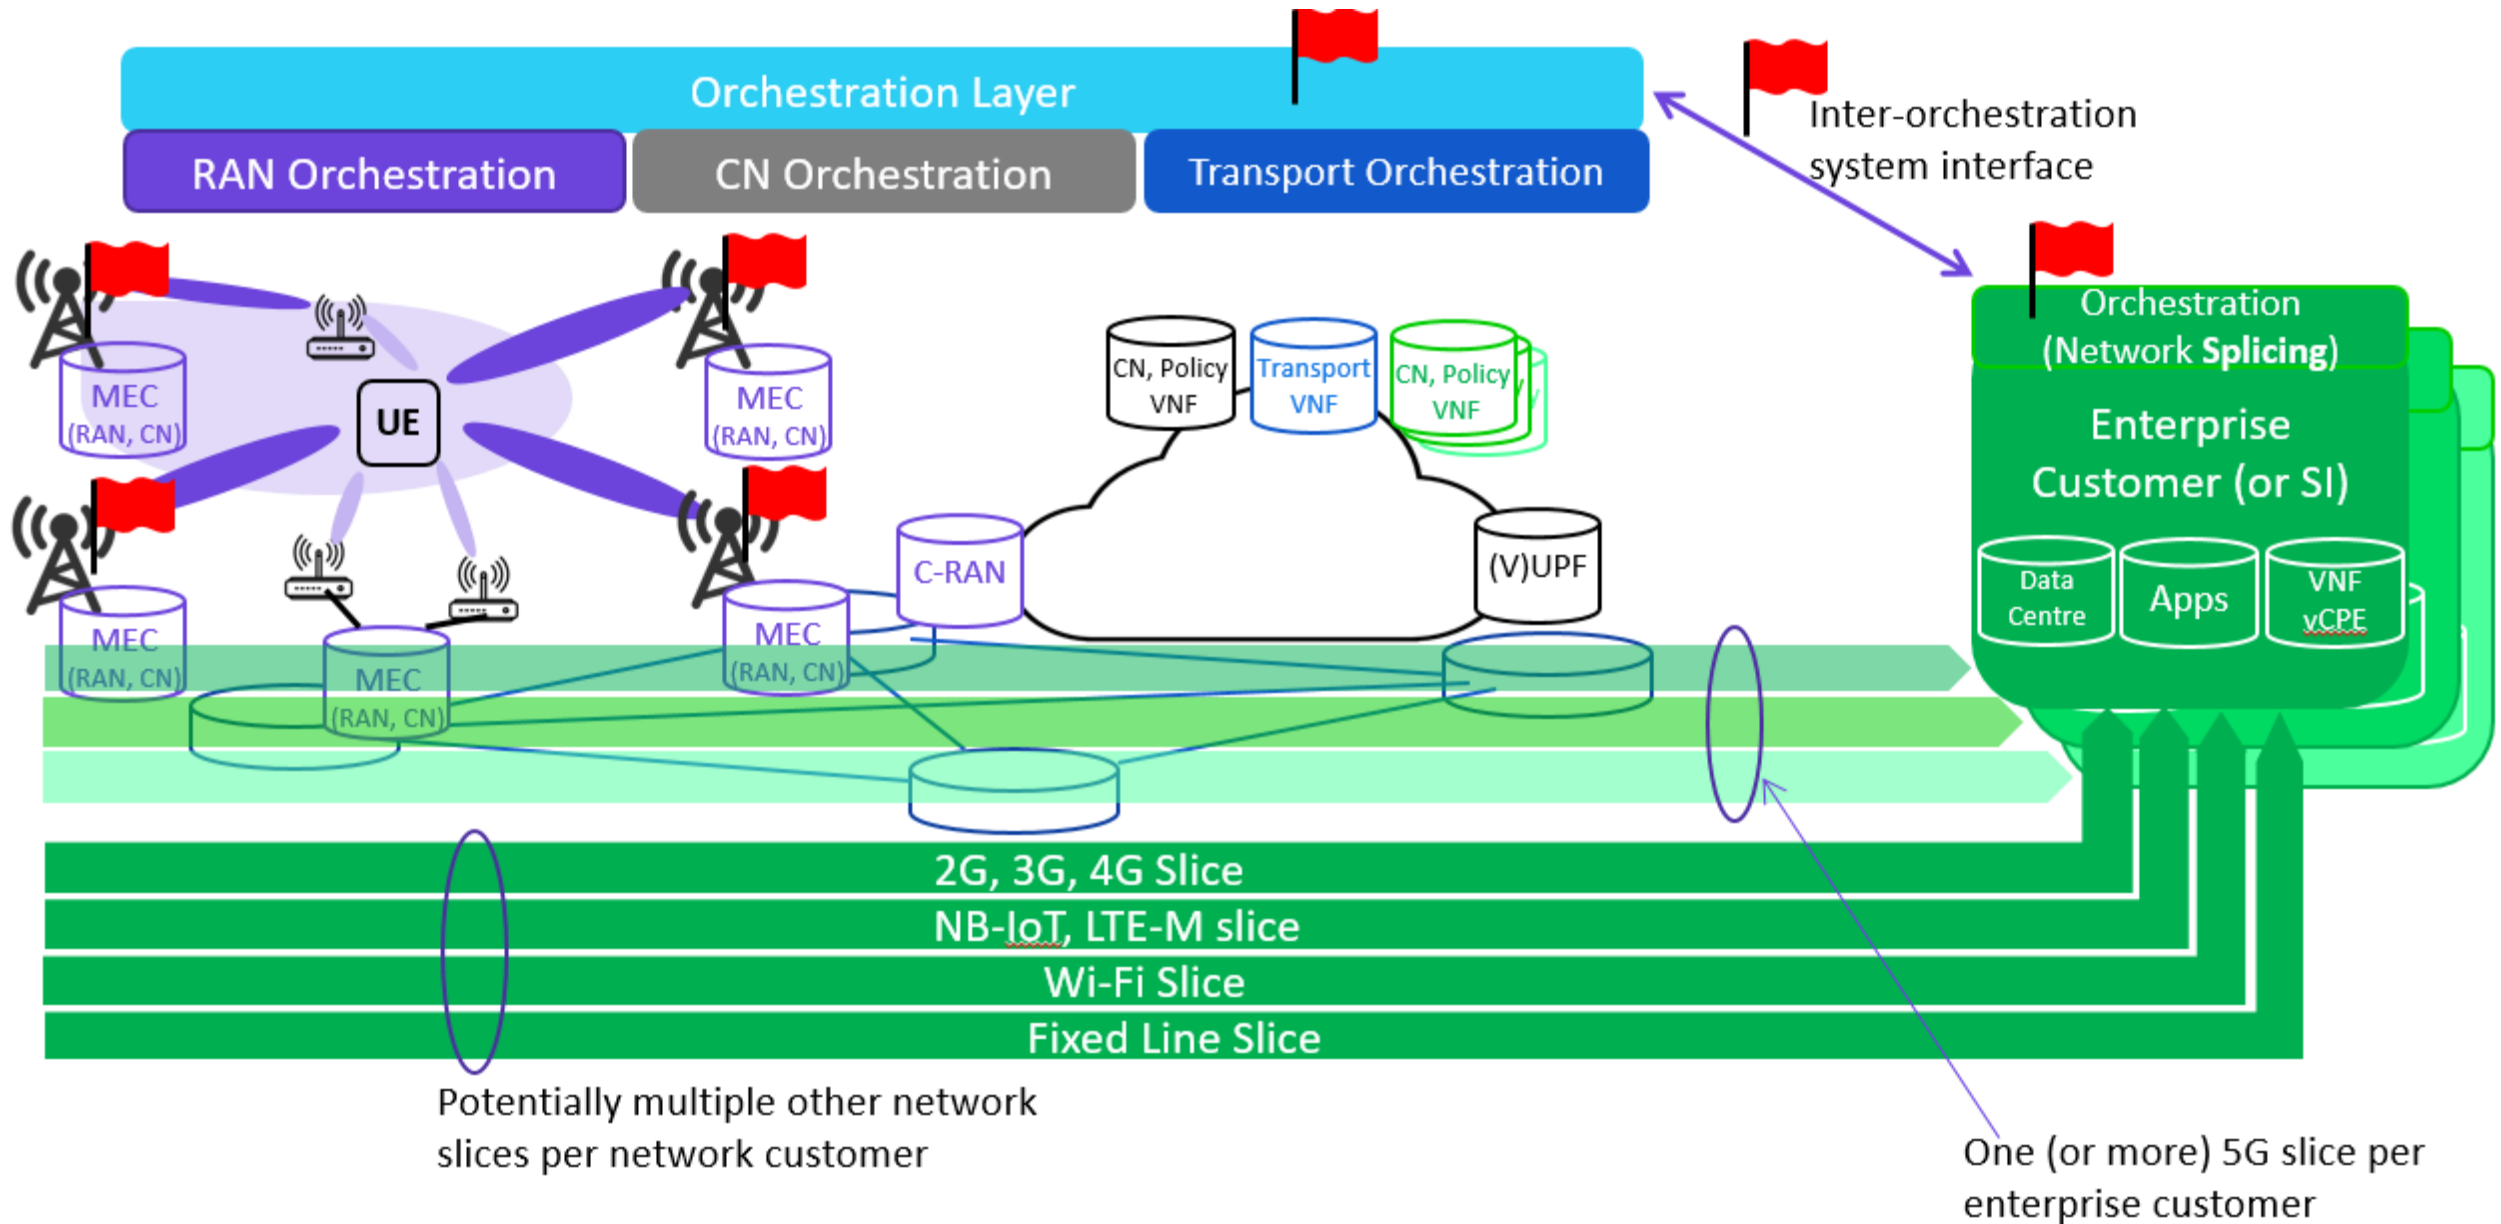 Orchestration Layer
RAN Orchestration
CN Orchestration
Transport Orchestration
Inter-orchestration
system interface
MEC
(RAN, CN)
UE
MEC
(RAN, CN)
MEC
(RAN, CN)
MEC
(RAN, CN)
MEC
(RAN, CN)
C-RAN
CN, Policy
VNF
Transport
VNF
CN, Policy
VNF
y
y
(V)UPF
Orchestration
(Network Splicing)
Enterprise
Customer (or SI)
Data
Centre
Apps
VNF
vCPE
2G, 3G, 4G Slice
NB-IoT, LTE-M slice
Wi-Fi Slice
Fixed Line Slice
Potentially multiple other network
slices per network customer
One (or more) 5G slice per
enterprise customer